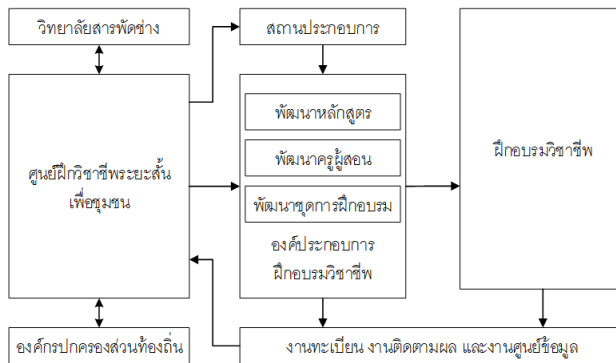 วิทยาลัยสารพัดช่าง
สถานประกอบการ
ศูนย์ฝึกวิชาชีพระยะสั้น
เพื่อชุมชน
พัฒนาหลักสูตร
พัฒนาครูผู้สอน
พัฒนาชุดการฝึกอบรม
องค์ประกอบการ
ฝึกอบรมวิชาชีพ
ฝึกอบรมวิชาชีพ
องค์กรปกครองส่วนท้องถิ่น
งานทะเบียน งานติดตามผล และงานศูนย์ข้อมูล